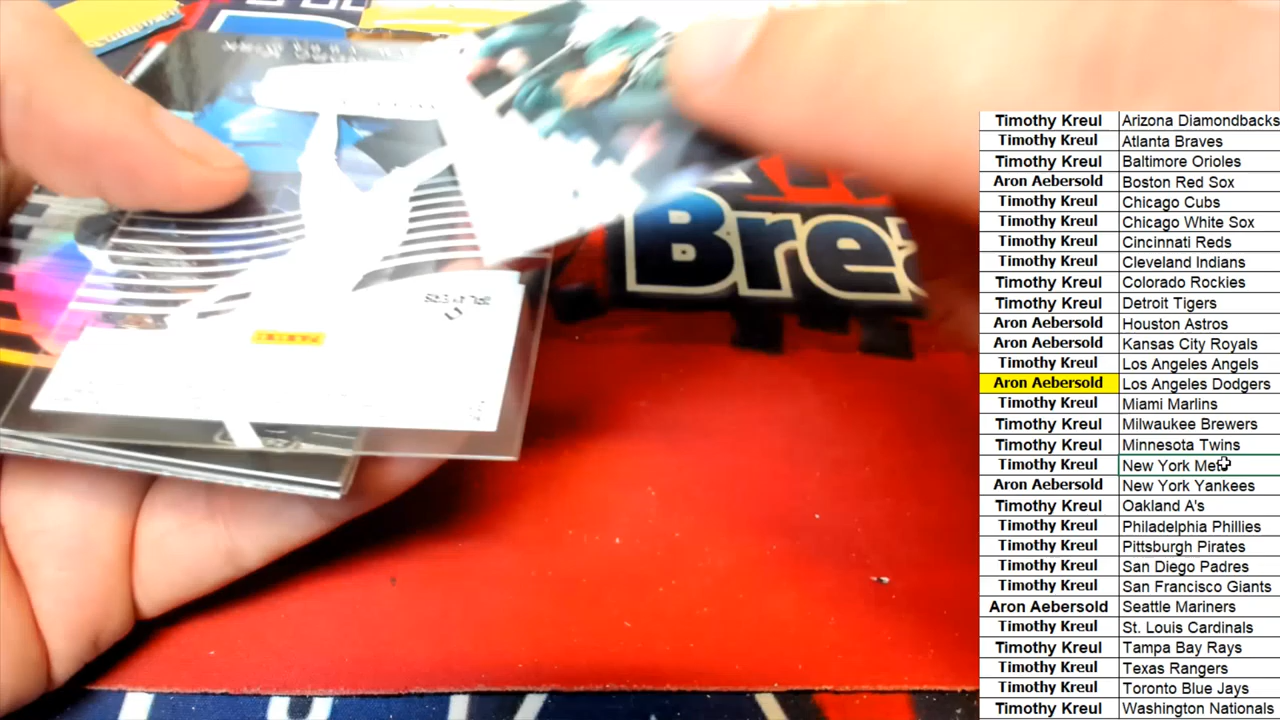 Bre
PANINI
Timothy Kreul Arizona Diamondbacks
Timothy Kreul Atlanta Braves
Timothy Kreul Baltimore Orioles
Aron Aebersold Boston Red Sox
Timothy Kreul Chicago Cubs
Timothy Kreul Chicago White Sox
Timothy Kreul Cincinnati Reds
Timothy Kreul Cleveland Indians
Timothy Kreul Colorado Rockies
Timothy Kreul Detroit Tigers
Aron Aebersold Houston Astros
Aron Aebersold Kansas City Royals
Timothy Kreul Los Angeles Angels
Aron Aebersold Los Angeles Dodgers
Timothy Kreul Miami Marlins
Timothy Kreul Milwaukee Brewers
Timothy Kreul Minnesota Twins
Timothy Kreul New York Mets
Aron Aebersold New York Yankees
Timothy Kreul Oakland A's
Timothy Kreul Philadelphia Phillies
Timothy Kreul Pittsburgh Pirates
Timothy Kreul San Diego Padres
Timothy Kreul San Francisco Giants
Aron Aebersold Seattle Mariners
Timothy Kreul St. Louis Cardinals
Timothy Kreul Tampa Bay Rays
Timothy Kreul Texas Rangers
Timothy Kreul Toronto Blue Jays
Timothy Kreul Washington Nationals